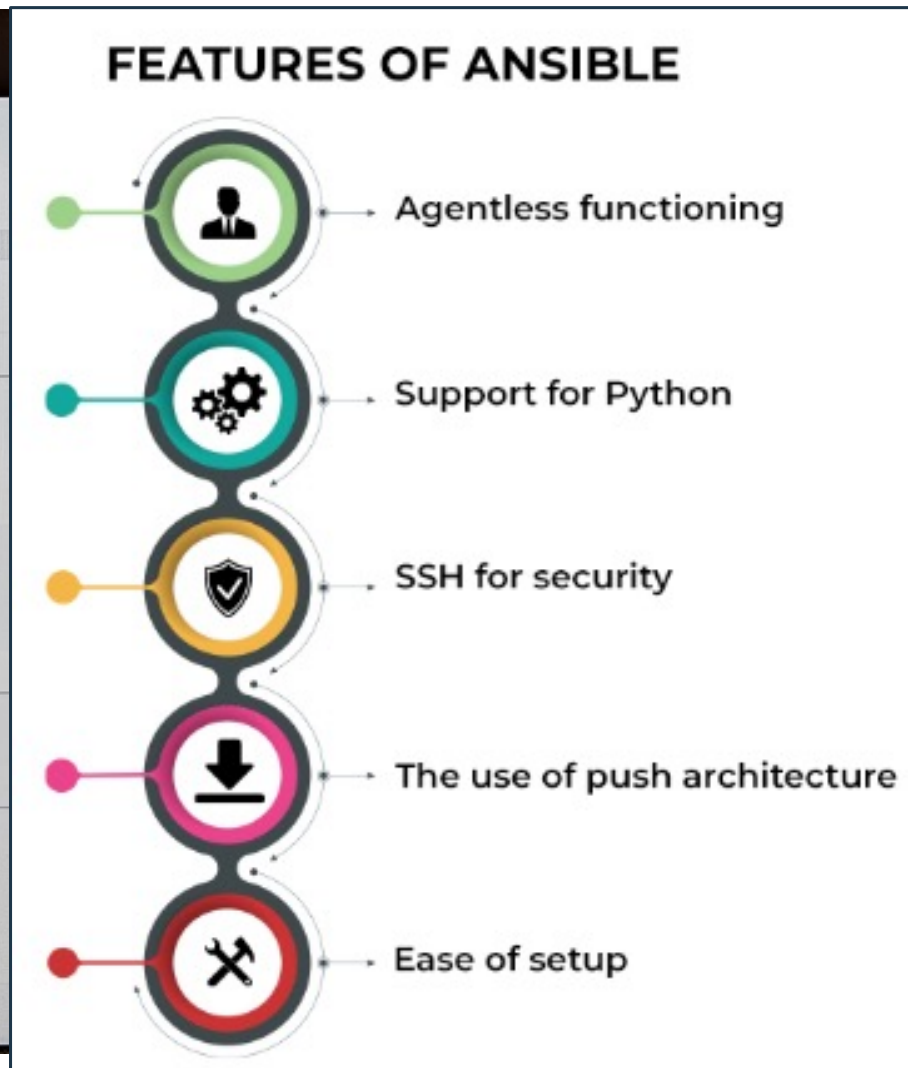 FEATURES OF ANSIBLE
Agentless functioning
Support for Python
SSH for security
The use of push architecture
Ease of setup